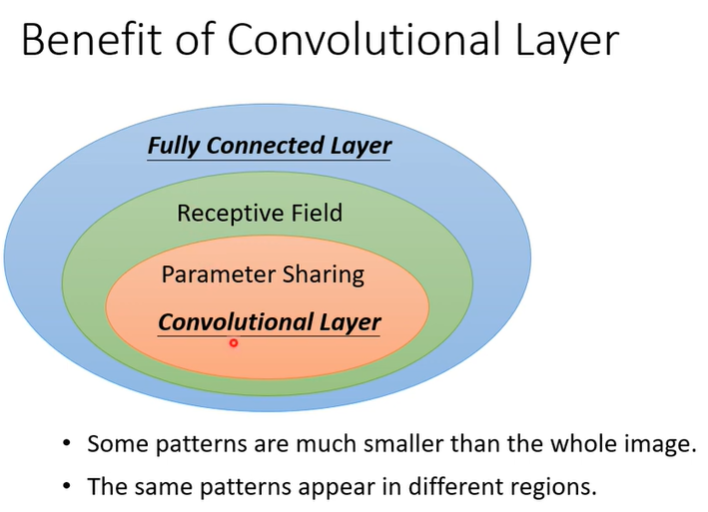 Benefit of Convolutional Layer
Fully Connected Layer
Receptive Field
Parameter Sharing
Convolutional Layer
• Some patterns are much smaller than the whole image.
• The same patterns appear in different regions.